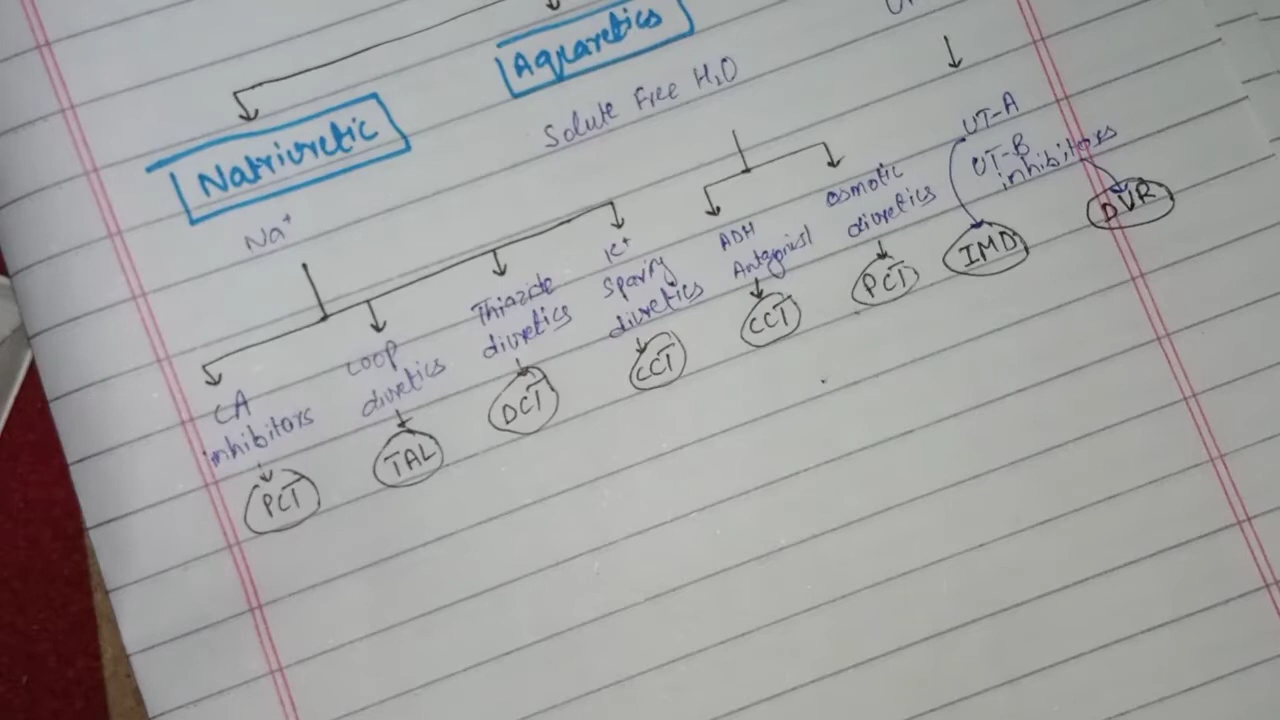 Aquaretics
Natriuretic
Solute Free H2O
Na+
CA
inhibitors
PCT
Loop
diuretics
TAL
Thiazide
diuretics
DCT
K+
Sparing
diuretics
CCT
ADH
Antagonist
CCT
osmotic
diuretics
PCT
UT-A
UT-B
inhibitors
IMD
DVR